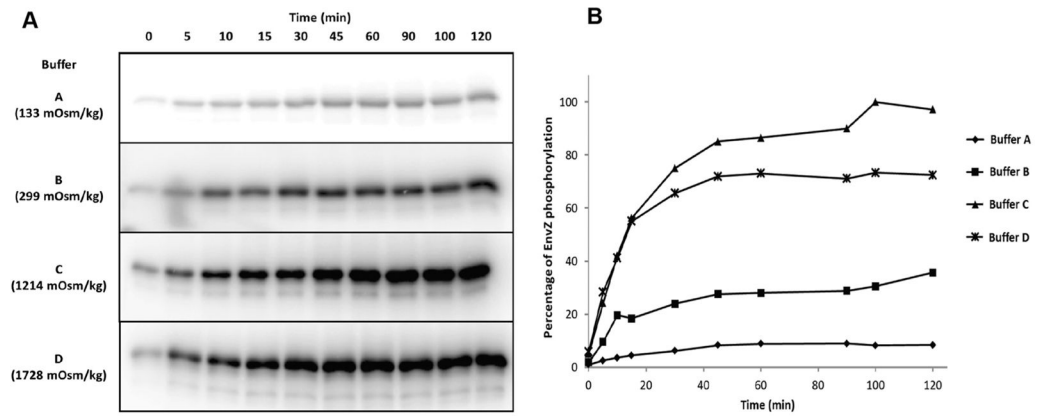 A
Time (min)
0 5 10 15 30 45 60 90 100 120
Buffer
A
(133 mOsm/kg)
B
(299 mOsm/kg)
C
(1214 mOsm/kg)
D
(1728 mOsm/kg)
B
Percentage of EnvZ phosphorylation
100
80
60
40
20
0
0 20 40 60 80 100 120
Time (min)
Buffer A
Buffer B
Buffer C
Buffer D